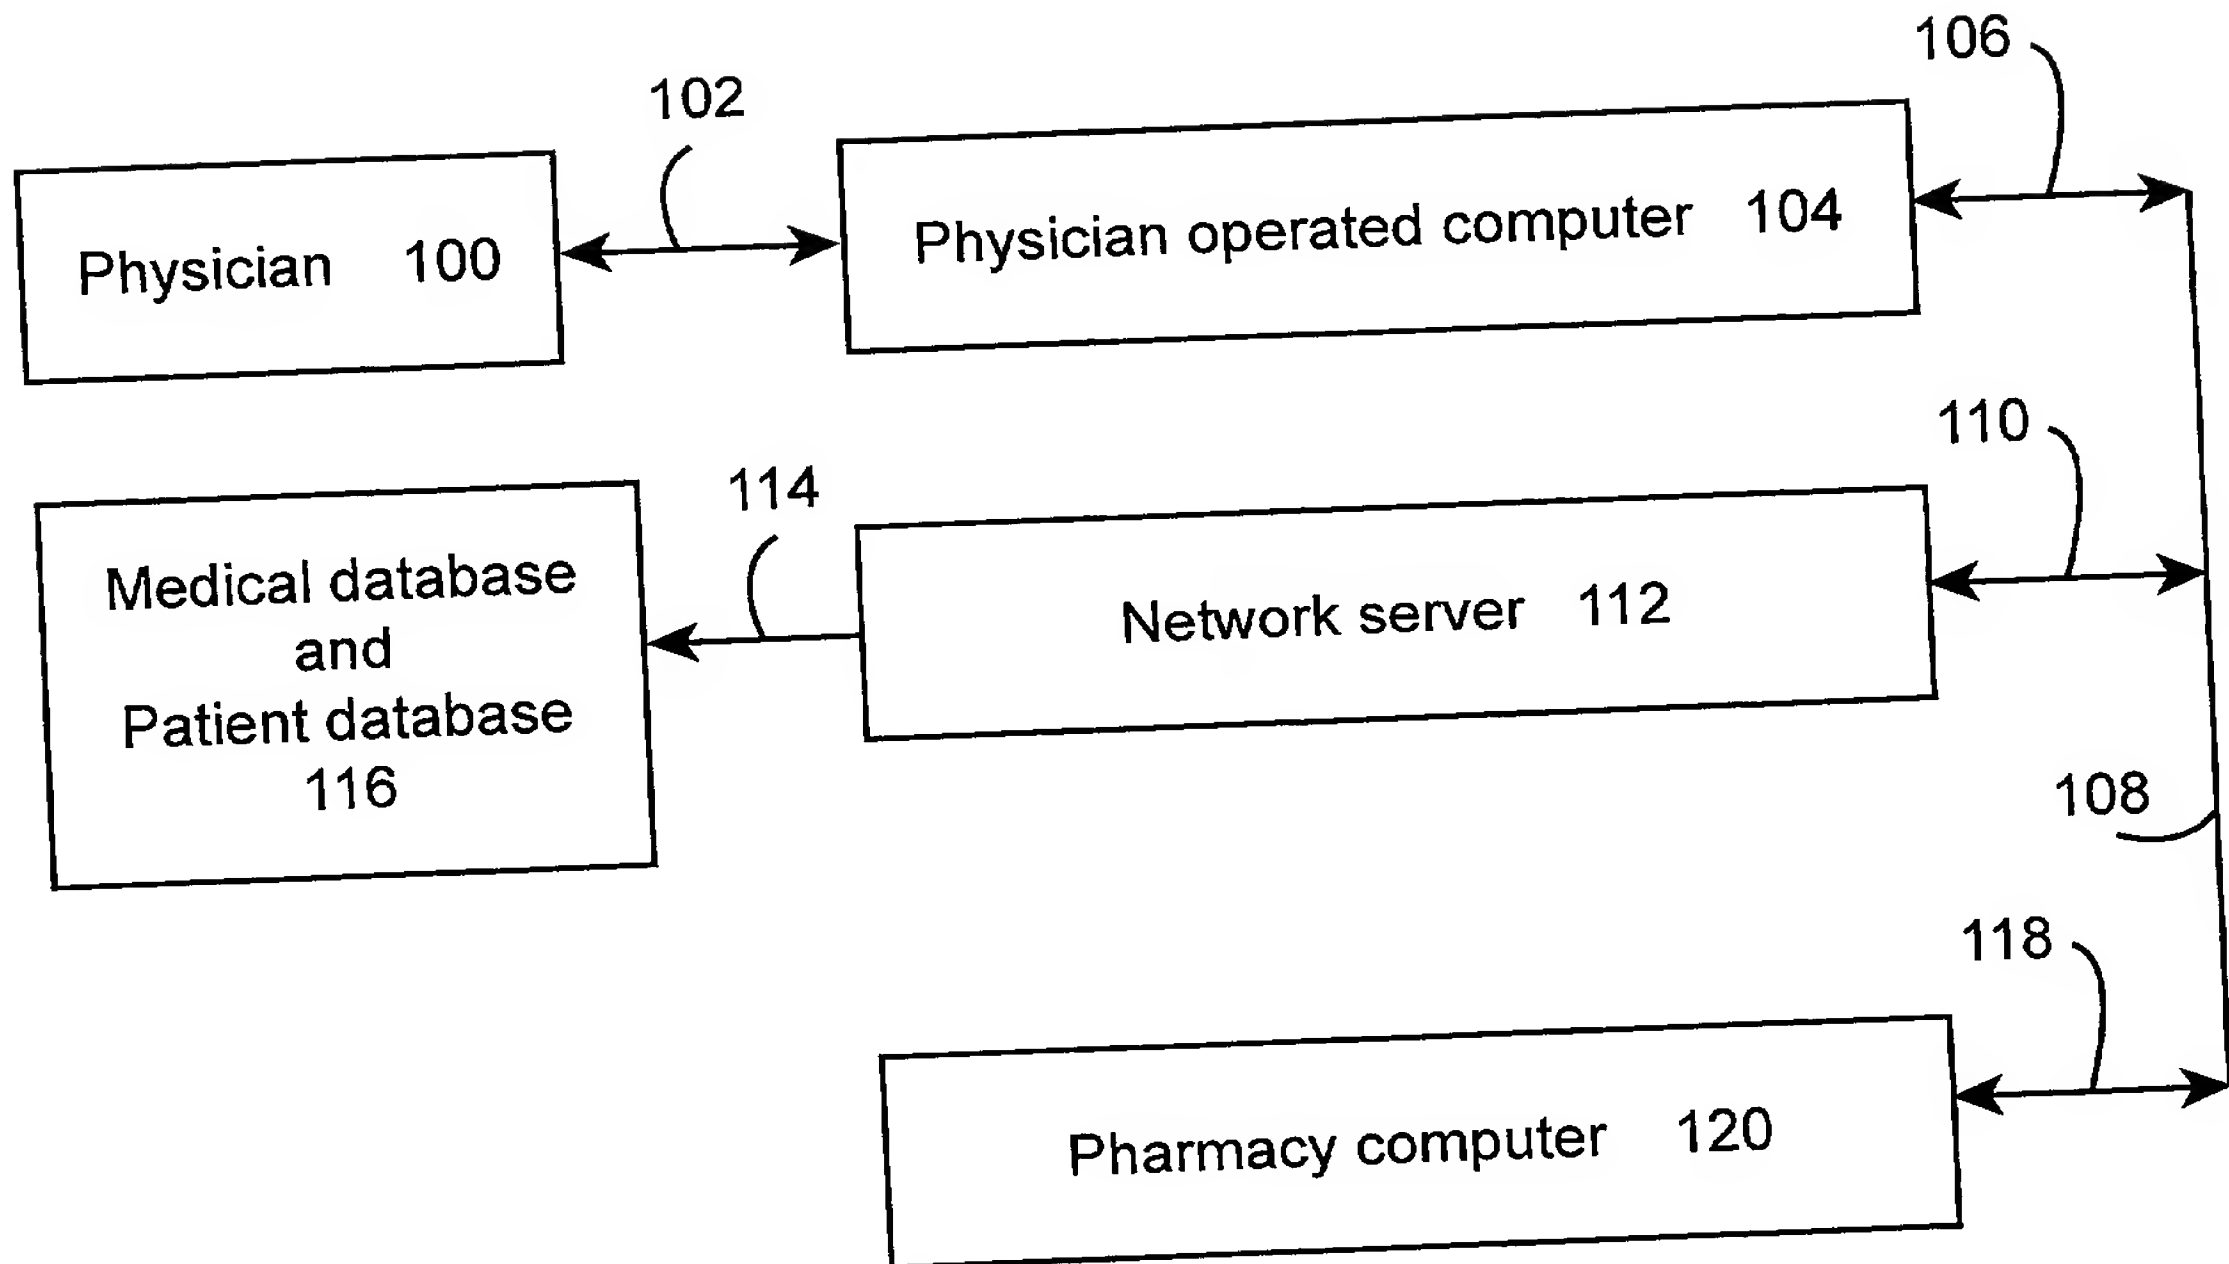 106
102
Physician operated computer 104
Physician 100
110
114
Medical database
and
Patient database
116
Network server 112
108
118
Pharmacy computer 120